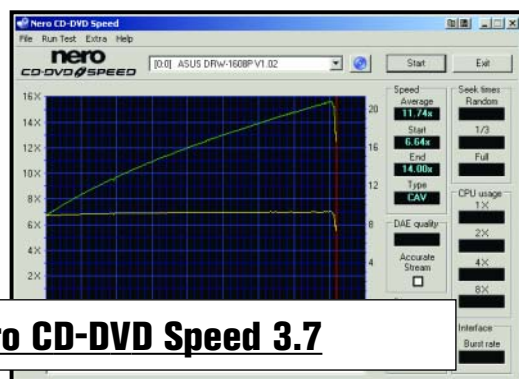 Nero CD-DVD Speed
File Run Test Extra Help
nero
CD-DVD SPEED
[0:0] ASUS DRW-1608P V1.02
Start
Exit
Speed
Average
11.74x
Start
6.64x
End
14.00x
Type
CAV
DAE quality
Accurate
Stream
Seek times
Random
1/3
Full
CPU usage
1X
2X
4X
8X
Interface
Burst rate
16X
14X
12X
10X
8X
6X
4X
2X
20
16
12
8
4
ro CD-DVD Speed 3.7